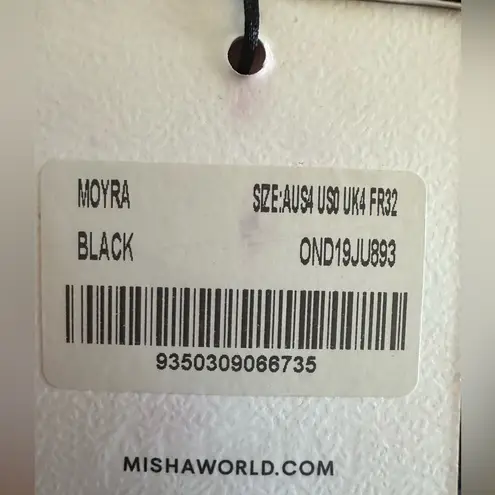 MOYRA SIZE:AUS4 US0 UK4 FR32
BLACK OND19JU893
9350309066735
MISHAWORLD.COM